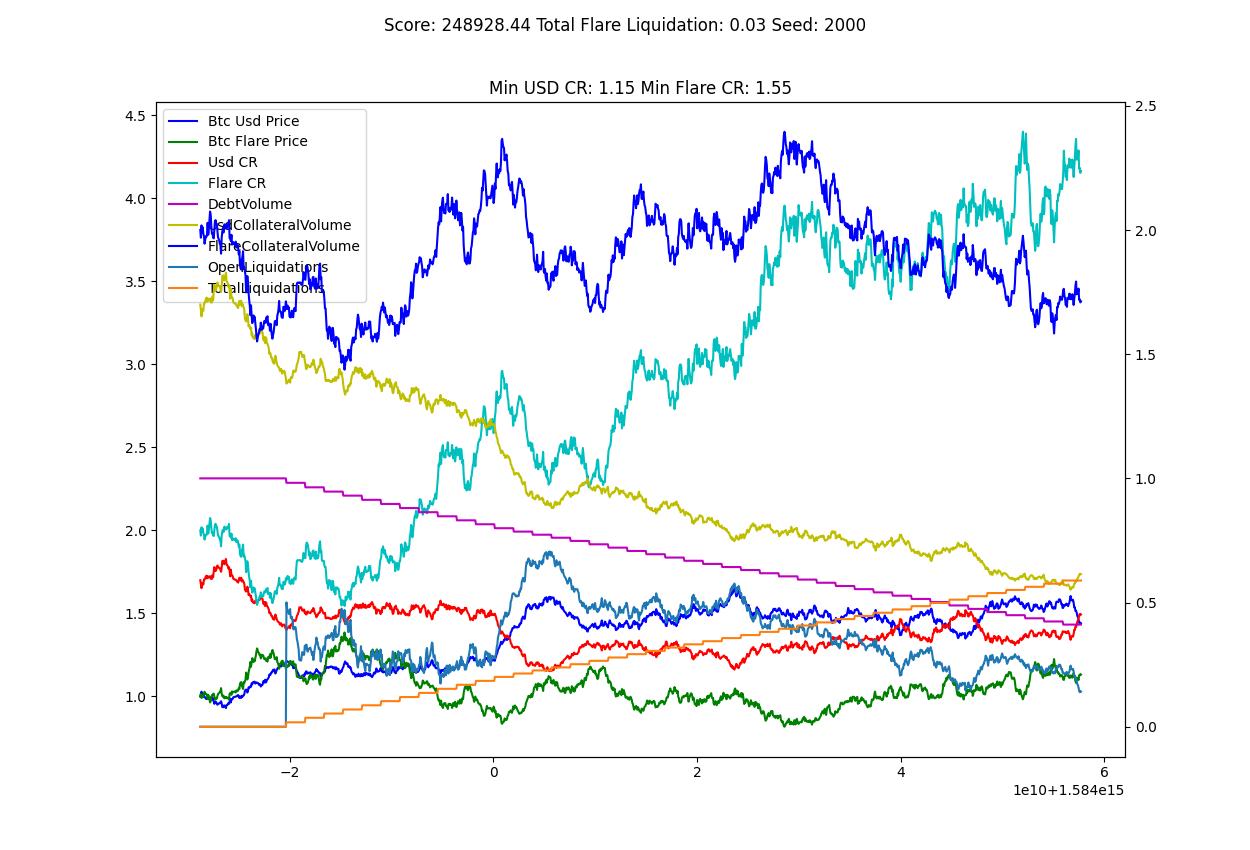 Score: 248928.44 Total Flare Liquidation: 0.03 Seed: 2000
Min USD CR: 1.15 Min Flare CR: 1.55
Btc Usd Price
Btc Flare Price
Usd CR
Flare CR
DebtVolume
UsdCollateralVolume
FlareCollateralVolume
OpenLiquidations
TotalLiquidations
4.5
4.0
3.5
3.0
2.5
2.0
1.5
1.0
2.5
2.0
1.5
1.0
0.5
0.0
−2
0
2
4
6
1e10+1.584e15